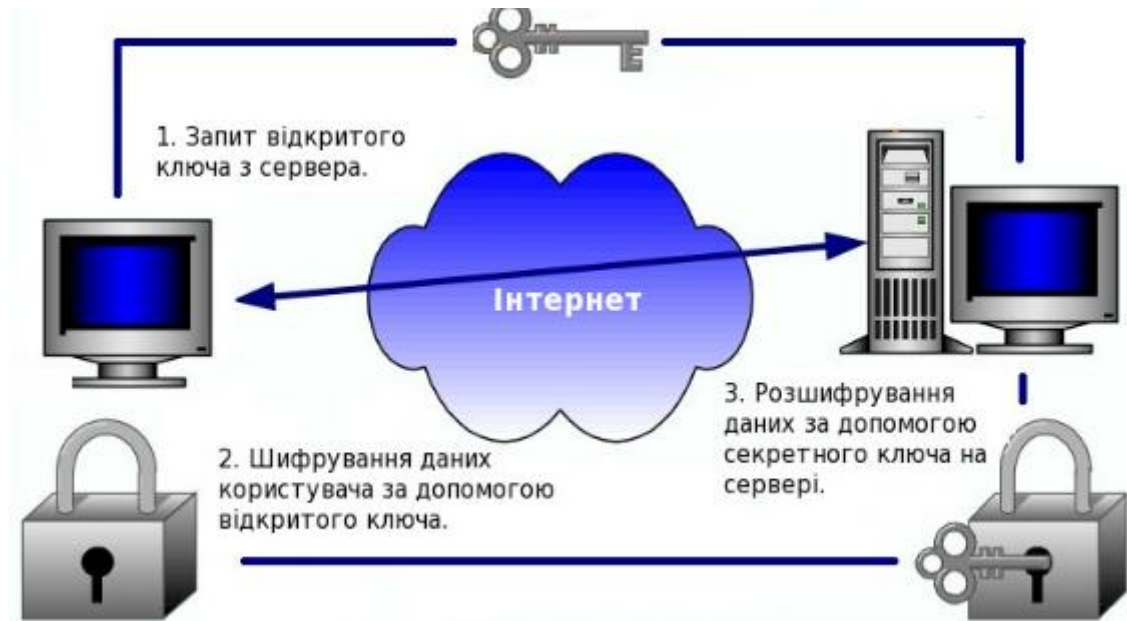 1. Запит відкритого
ключа з сервера.
Інтернет
2. Шифрування даних
користувача за допомогою
відкритого ключа.
3. Розшифрування
даних за допомогою
секретного ключа на
сервері.